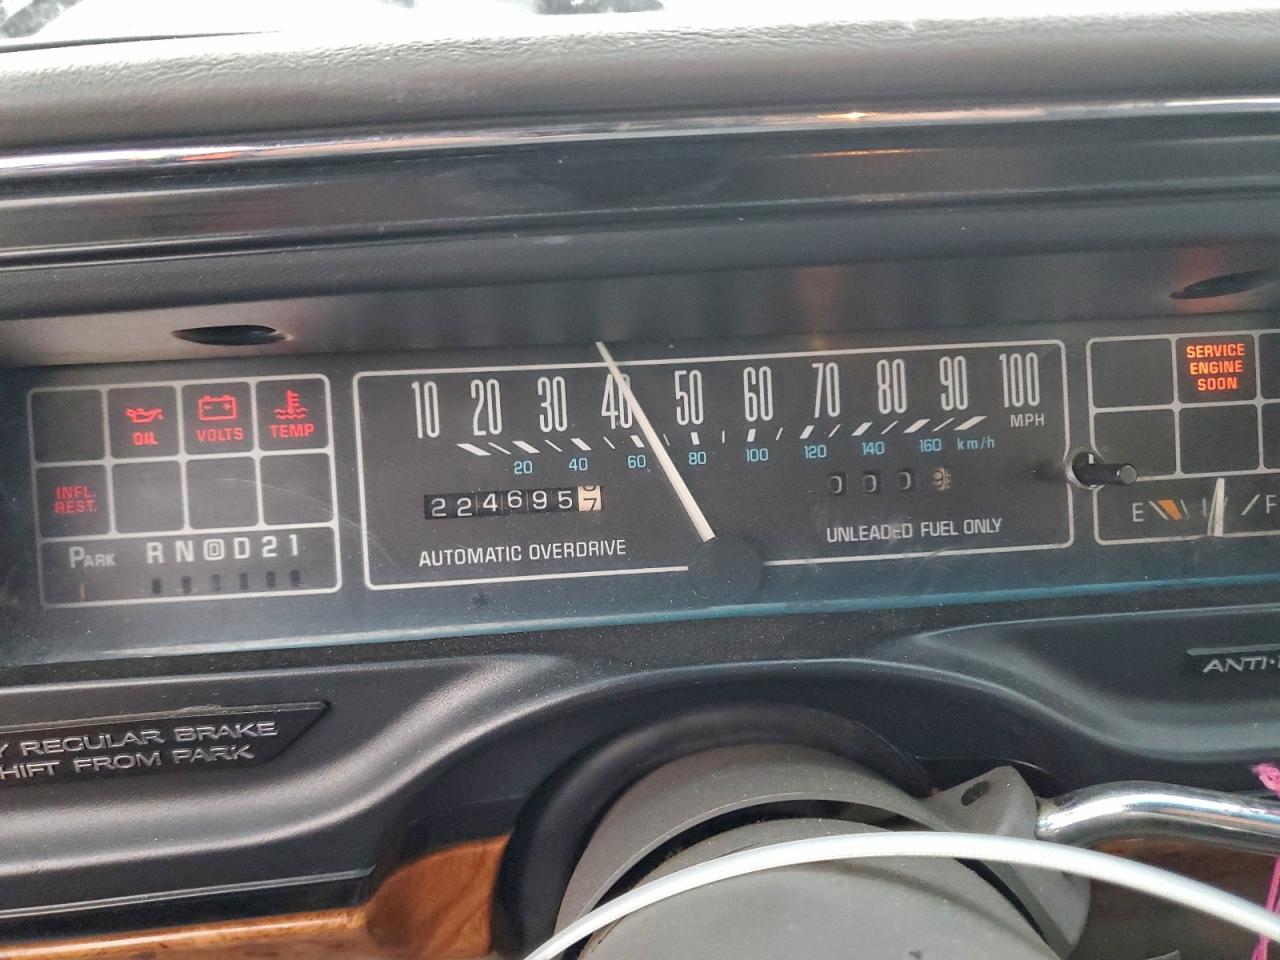 10 20 30 40 50 60 70 80 90 100
MPH
20 40 60 80 100 120 140 160 km/h
OIL
VOLTS
TEMP
SERVICE
ENGINE
SOON
INFL.
REST.
224695
0009
E F
PARK R N D D 2 1
AUTOMATIC OVERDRIVE
UNLEADED FUEL ONLY
ANTI-
Y REGULAR BRAKE
HIFT FROM PARK